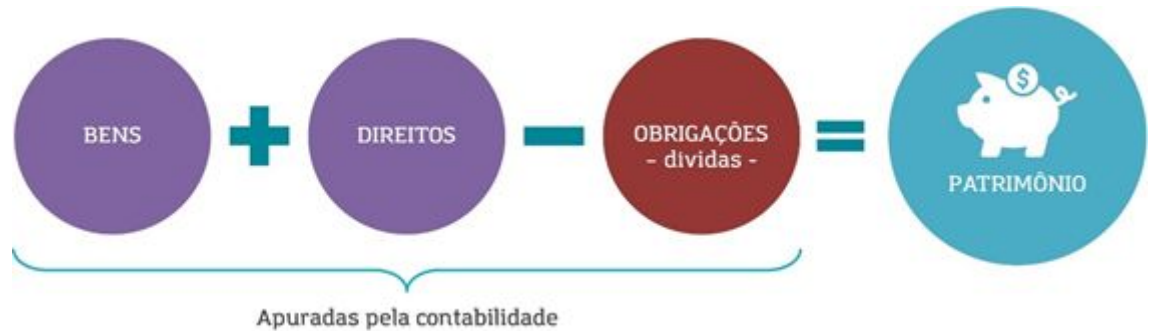 BENS
DIREITOS
OBRIGAÇÕES
- dividas -
$
PATRIMÔNIO
Apuradas pela contabilidade